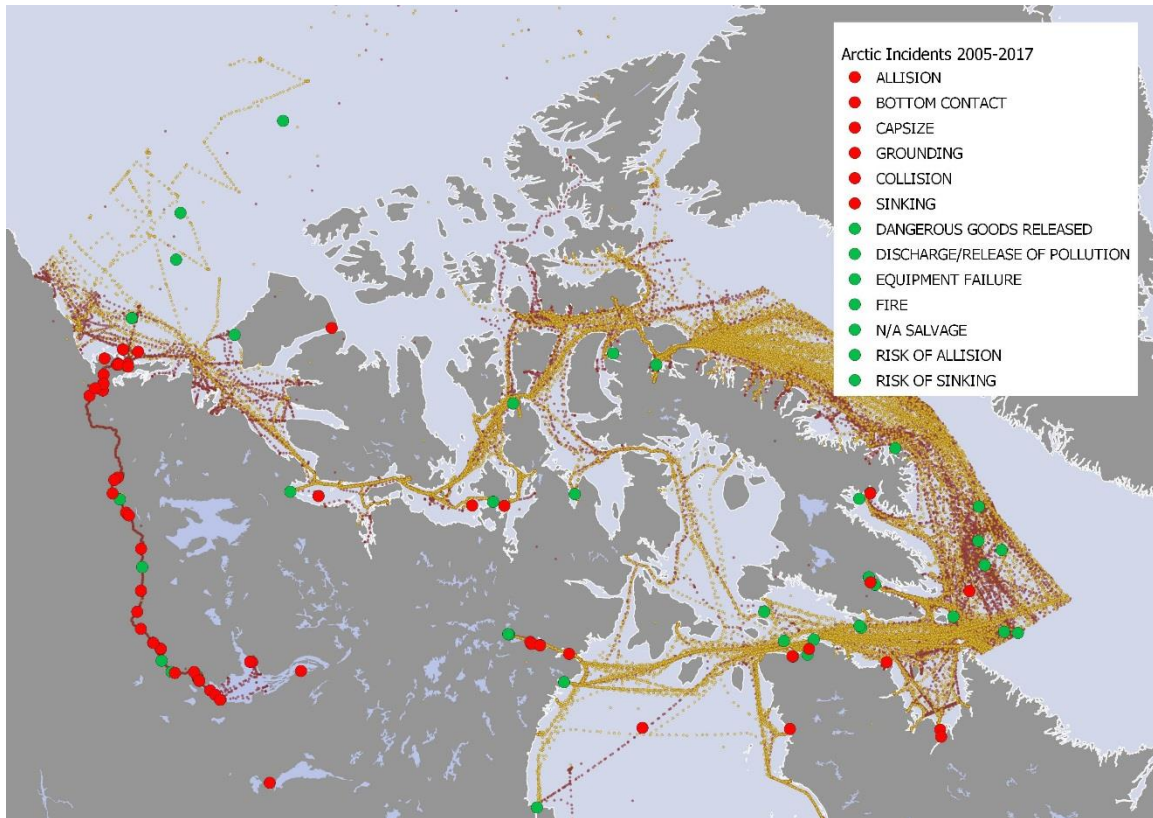 Arctic Incidents 2005-2017
ALLISION
BOTTOM CONTACT
CAPSIZE
GROUNDING
COLLISION
SINKING
DANGEROUS GOODS RELEASED
DISCHARGE/RELEASE OF POLLUTION
EQUIPMENT FAILURE
FIRE
N/A SALVAGE
RISK OF ALLISION
RISK OF SINKING